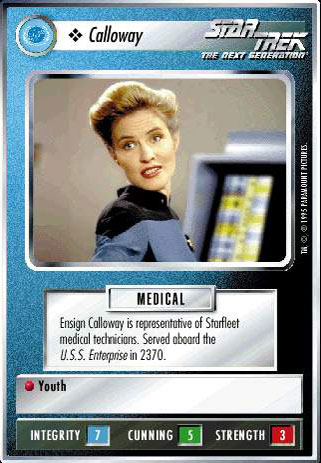 ❖ Calloway
STAR TREK
THE NEXT GENERATION
TM & © 1995 PARAMOUNT PICTURES.
MEDICAL
Ensign Calloway is representative of Starfleet
medical technicians. Served aboard the
U.S.S. Enterprise in 2370.
Youth
INTEGRITY 7 CUNNING 5 STRENGTH 3